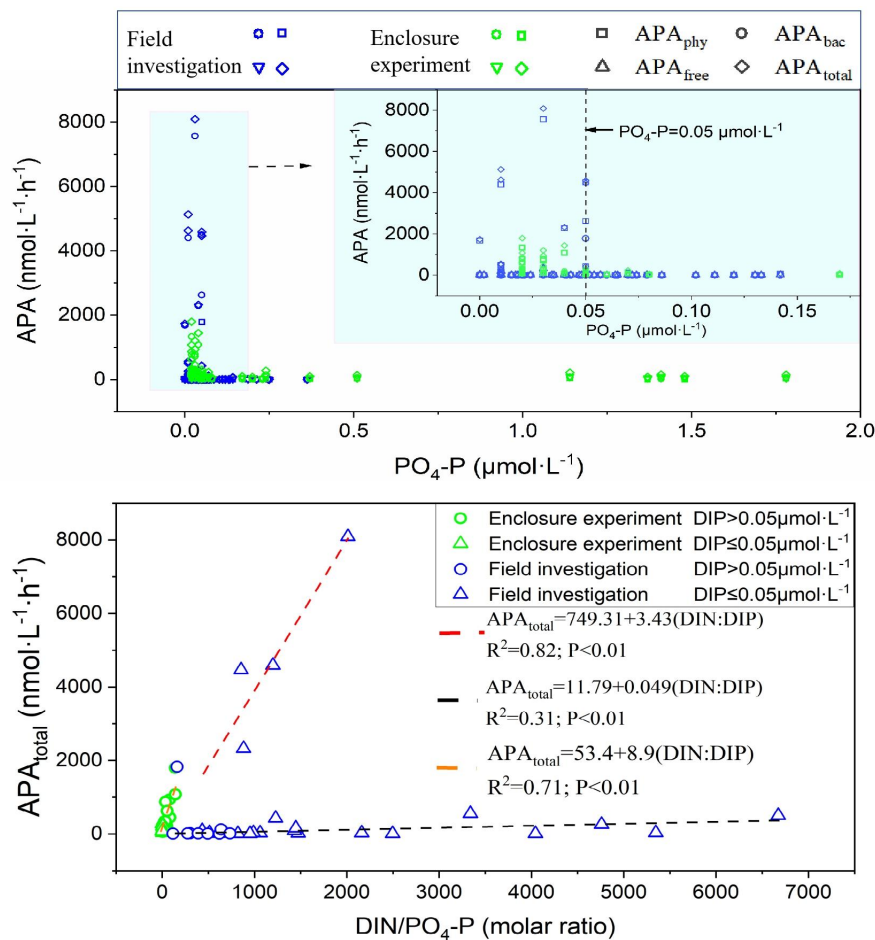 Field investigation
Enclosure experiment
APAphy
APAbac
APAfree
APAtotal
8000
6000
4000
2000
0
APA (nmol·L-1·h-1)
0.0
0.5
1.0
1.5
2.0
PO4-P (μmol·L-1)
8000
6000
4000
2000
0
APA (nmol·L-1·h-1)
PO4-P=0.05 μmol·L-1
0.00
0.05
0.10
0.15
PO4-P (μmol·L-1)
Enclosure experiment DIP>0.05μmol·L-1
Enclosure experiment DIP≤0.05μmol·L-1
Field investigation DIP>0.05μmol·L-1
Field investigation DIP≤0.05μmol·L-1
APAtotal=749.31+3.43(DIN:DIP)
R2=0.82; P<0.01
APAtotal=11.79+0.049(DIN:DIP)
R2=0.31; P<0.01
APAtotal=53.4+8.9(DIN:DIP)
R2=0.71; P<0.01
8000
6000
4000
2000
0
APAtotal (nmol·L-1·h-1)
0
1000
2000
3000
4000
5000
6000
7000
DIN/PO4-P (molar ratio)